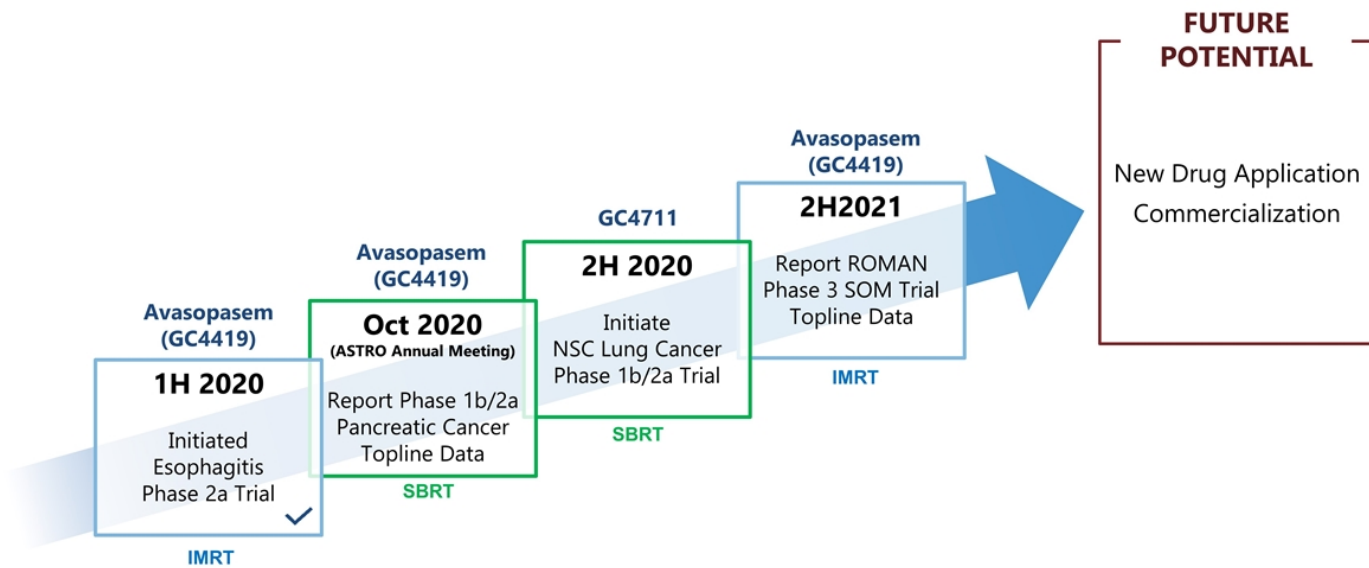 Avasopasem
(GC4419)
1H 2020
Initiated
Esophagitis
Phase 2a Trial
IMRT
Avasopasem
(GC4419)
Oct 2020
(ASTRO Annual Meeting)
Report Phase 1b/2a
Pancreatic Cancer
Topline Data
SBRT
GC4711
2H 2020
Initiate
NSC Lung Cancer
Phase 1b/2a Trial
SBRT
Avasopasem
(GC4419)
2H2021
Report ROMAN
Phase 3 SOM Trial
Topline Data
IMRT
FUTURE
POTENTIAL
New Drug Application
Commercialization